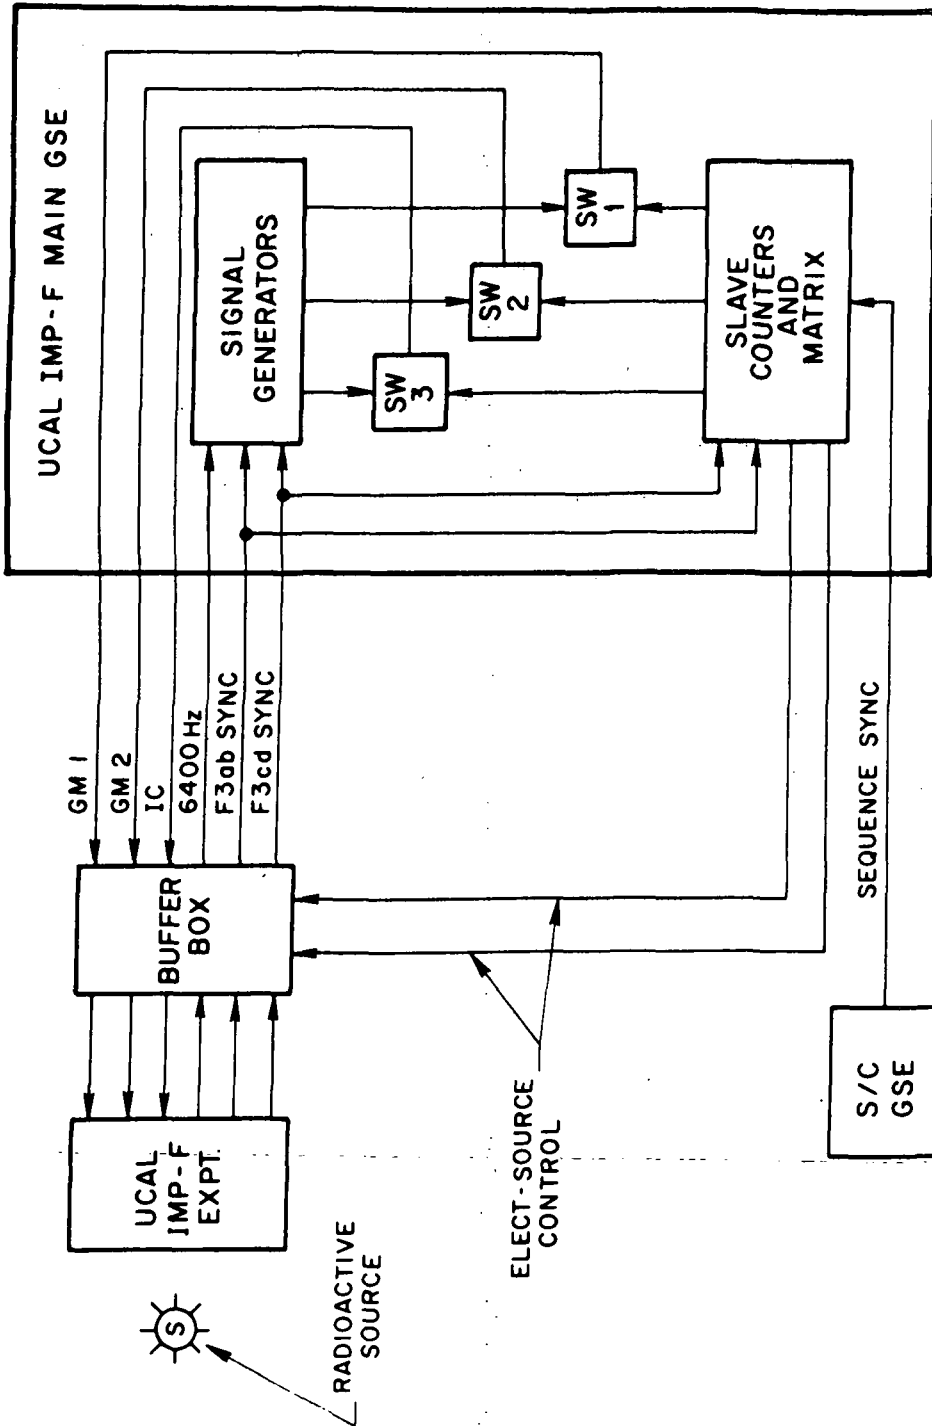 UCAL IMP-F MAIN GSE
GM 1
GM 2
IC
6400 Hz
F3ab SYNC
F3cd SYNC
SIGNAL
GENERATORS
SW
1
SW
2
SW
3
SLAVE
COUNTERS
AND
MATRIX
BUFFER
BOX
UCAL
IMP-F
EXPT.
S
RADIOACTIVE
SOURCE
ELECT-SOURCE
CONTROL
SEQUENCE SYNC
S/C
GSE